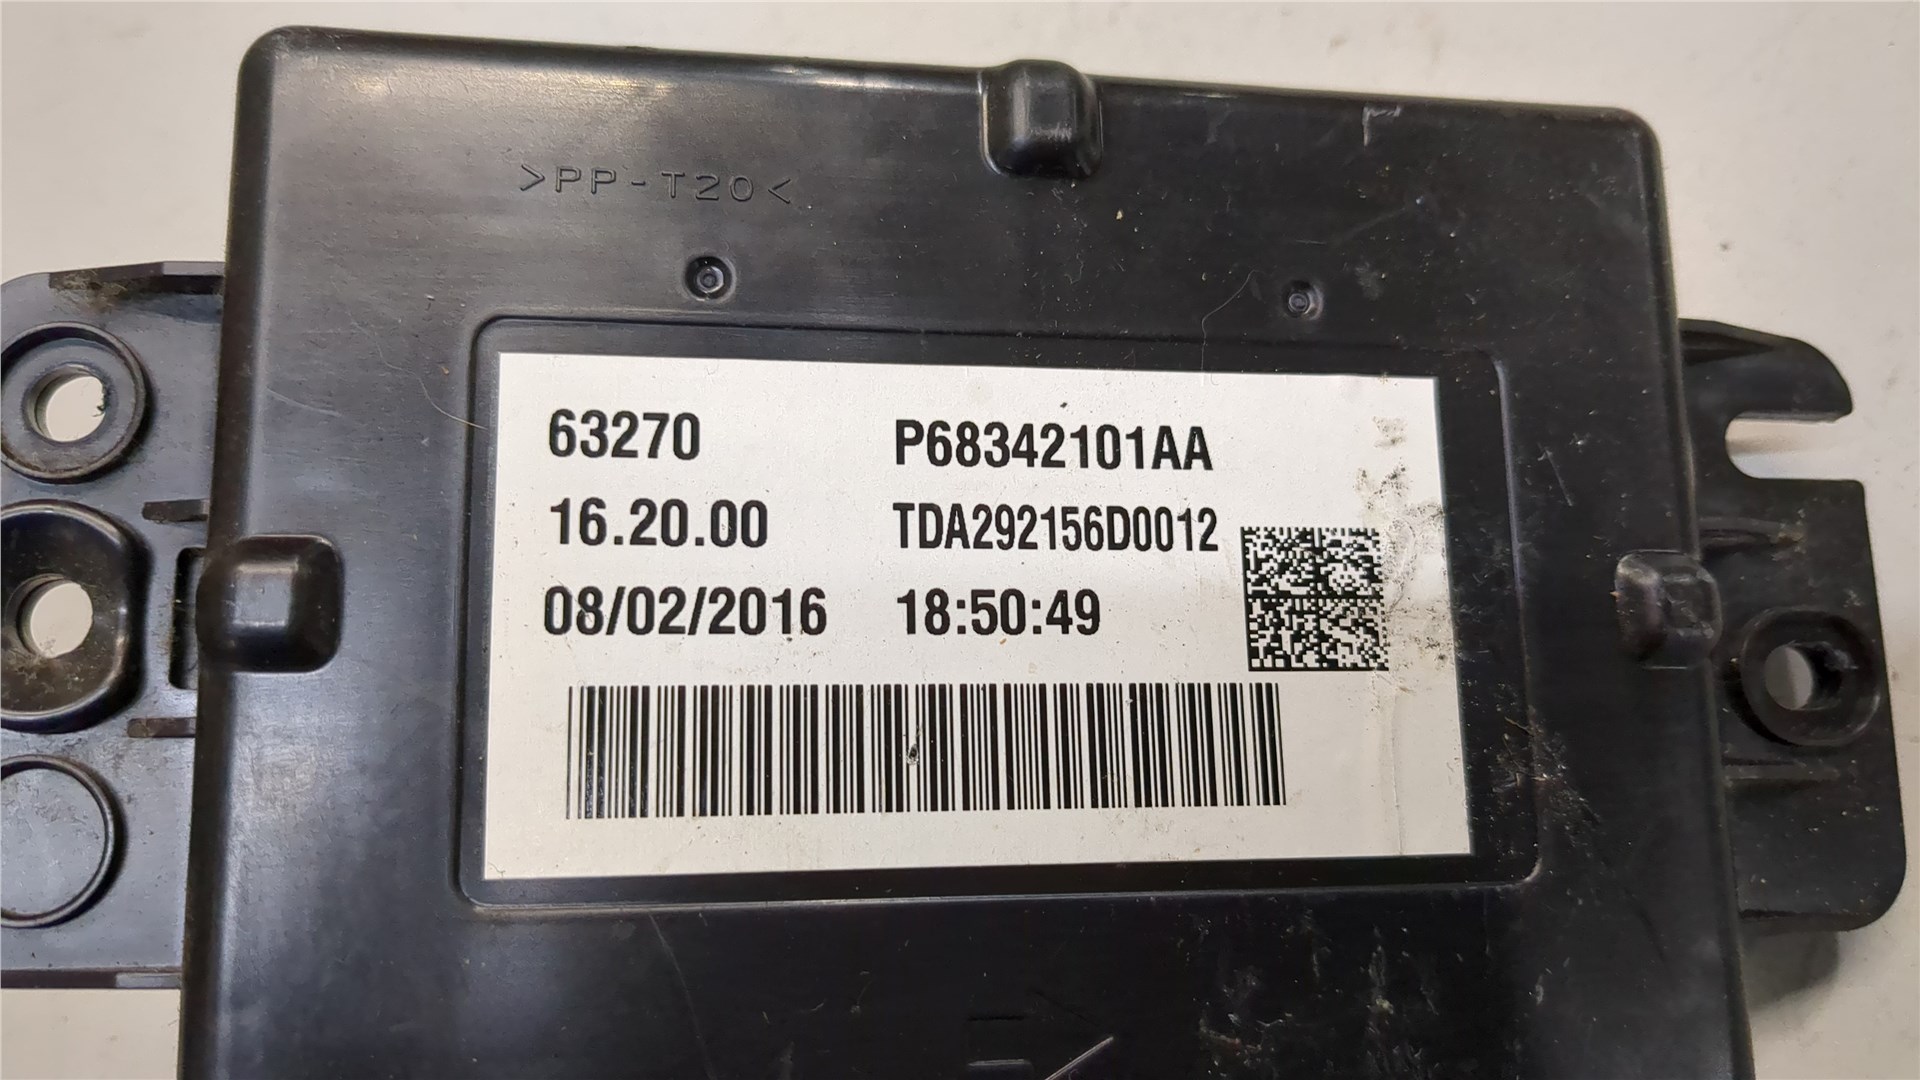 >PP-T20<
63270 P68342101AA
16.20.00 TDA292156D0012
08/02/2016 18:50:49